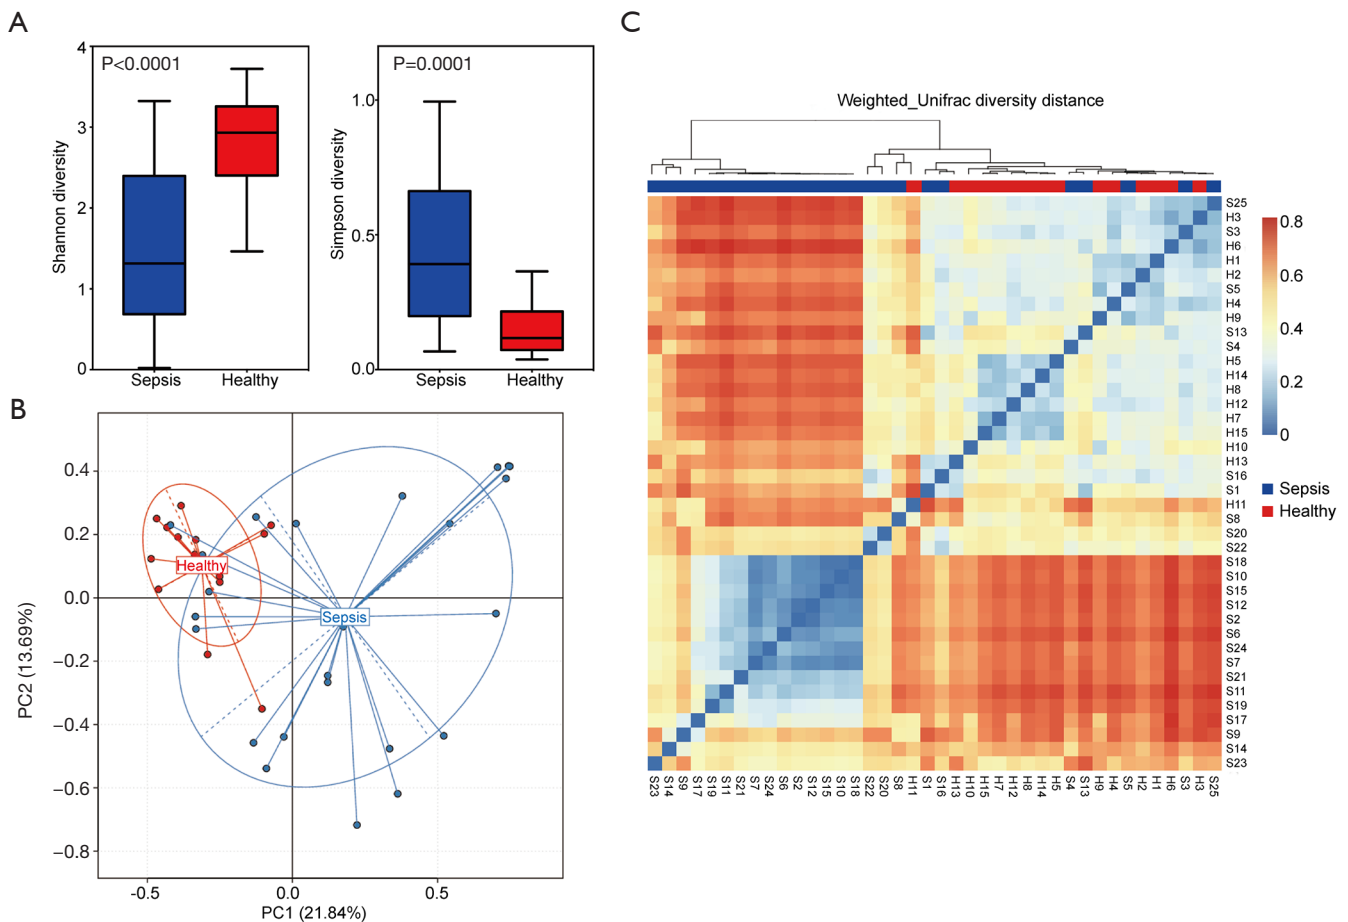 A
P<0.0001
4
3
2
1
0
Shannon diversity
Sepsis
Healthy
P=0.0001
1.0
0.5
0.0
Simpson diversity
Sepsis
Healthy
B
0.4
0.2
0.0
−0.2
−0.4
−0.6
−0.8
PC2 (13.69%)
Healthy
Sepsis
-0.5
0.0
0.5
PC1 (21.84%)
C
Weighted_Unifrac diversity distance
S25
H3
S3
H6
H1
H2
S5
H4
H9
S13
S4
H5
H14
H8
H12
H7
H15
H10
H13
S16
S1
H11
S8
S20
S22
S18
S10
S15
S12
S2
S6
S24
S7
S21
S11
S19
S17
S9
S14
S23
S23
S14
S9
S17
S19
S11
S21
S7
S24
S6
S2
S12
S15
S10
S18
S22
S20
S8
H11
S1
S16
H13
H10
H15
H7
H12
H8
H14
H5
S4
S13
H9
H4
S5
H2
H1
H6
S3
H3
S25
0.8
0.6
0.4
0.2
0
Sepsis
Healthy